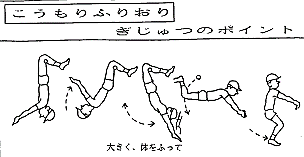 こうもりふりおり
ぎじゅつのポイント
大きく、体をふって